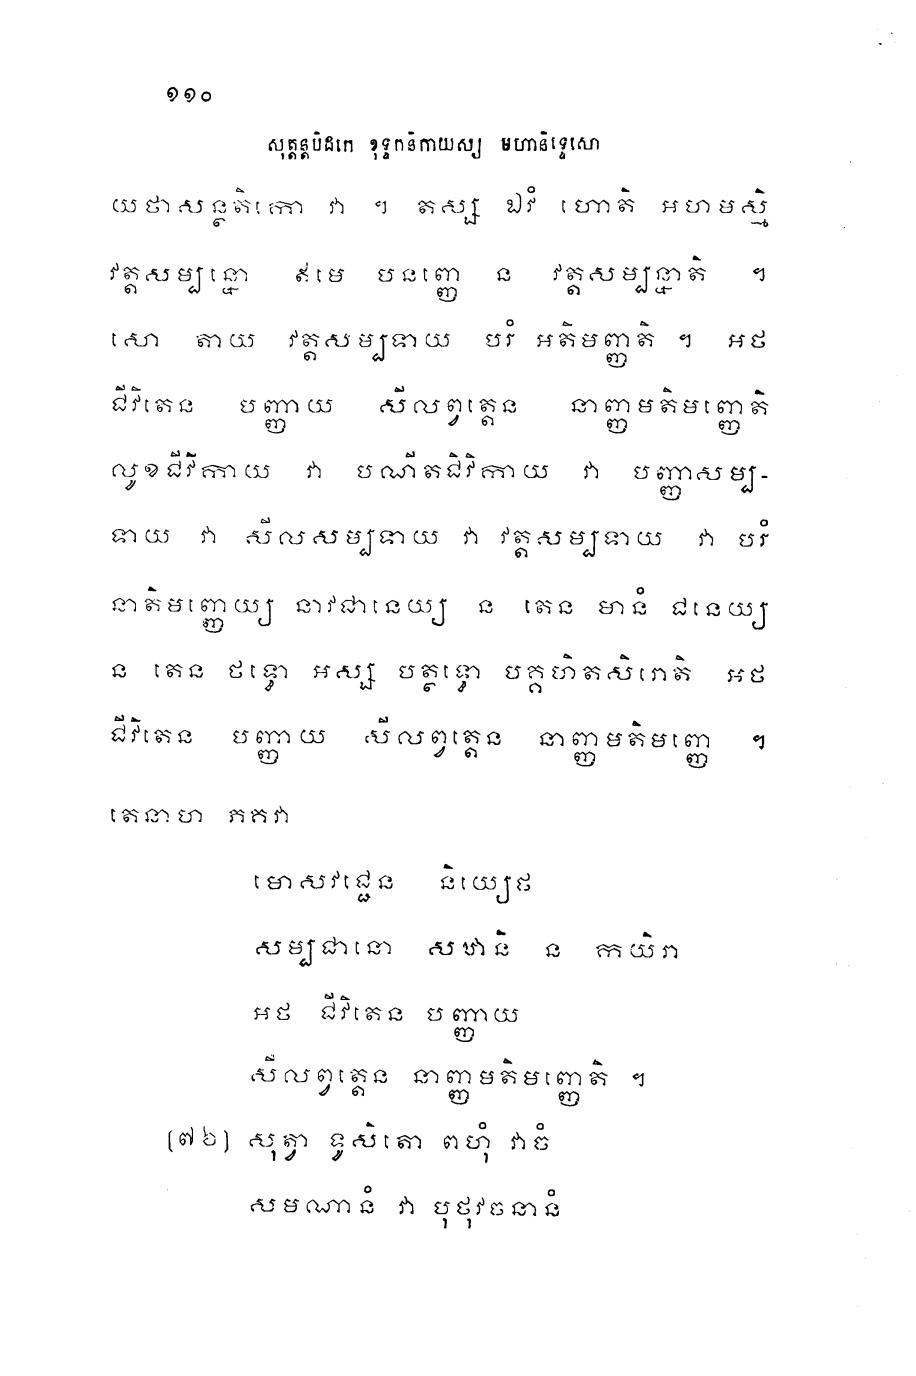 ១១០
សុត្តន្តបិដកេ ខុទ្ទកនិកាយស្ស មហានិទ្ទេសោ
យថាសន្ថតិកោ វា ។ តស្ស ឯវំ ហោតិ អហមស្មិ
វត្តសម្បន្នោ ឥមេ បនញ្ញេ ន វត្តសម្បន្នាតិ ។
សោ តាយ វត្តសម្បទាយ បរំ អតិមញ្ញតិ ។ អថ
ជីវិតេន បញ្ញាយ សីលព្វត្តេន នាញ្ញមតិមញ្ញេតិ
លូខជីវិកាយ វា បណីតជិវិកាយ វា បញ្ញាសម្ប-
ទាយ វា សីលសម្បទាយ វា វត្តសម្បទាយ វា បរំ
នាតិមញ្ញេយ្យ នាវជានេយ្យ ន តេន មានំ ជនេយ្យ
ន តេន ថទ្ធោ អស្ស បត្ថទ្ធោ បគ្គហិតសិរោតិ អថ
ជីវិតេន បញ្ញាយ សីលព្វត្តេន នាញ្ញមតិមញ្ញេ ។
តេនាហ ភគវា
មោសវជ្ជេន និយ្យេថ
សម្បជានោ សឋានិ ន កយិរា
អថ ជីវិតេន បញ្ញាយ
សីលព្វត្តេន នាញ្ញមតិមញ្ញេតិ ។
(៧៦) សុត្វា ទូសិតោ ពហុំ វាចំ
សមណានំ វា បុថុវចនានំ